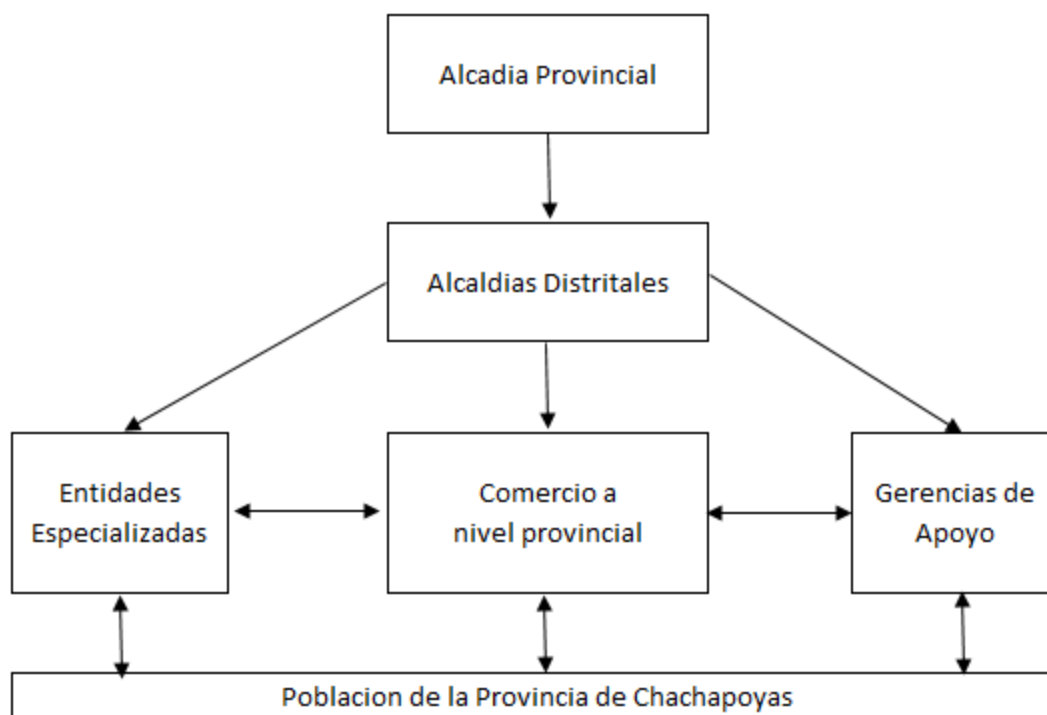 Alcadia Provincial
Alcaldias Distritales
Entidades
Especializadas
Comercio a
nivel provincial
Gerencias de
Apoyo
Poblacion de la Provincia de Chachapoyas